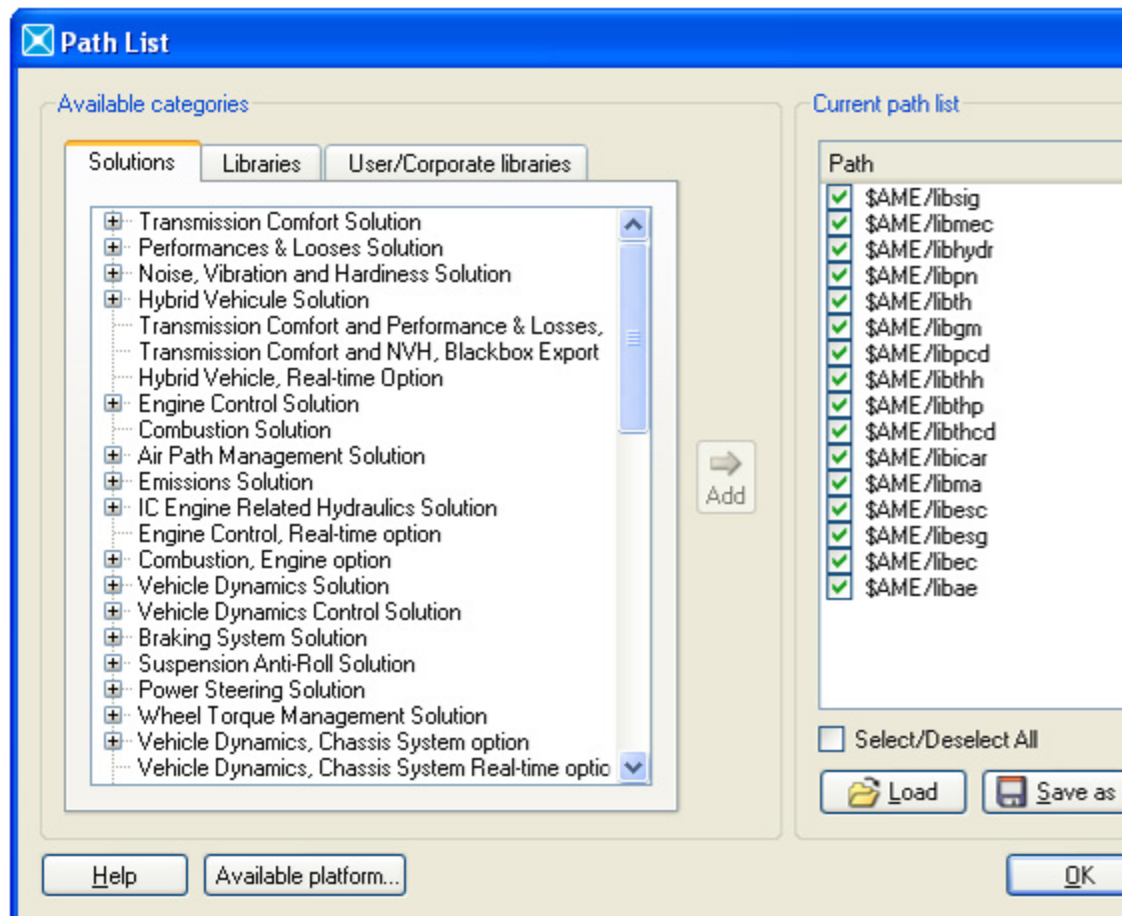 Path List
Available categories
Solutions
Libraries
User/Corporate libraries
Transmission Comfort Solution
Performances & Looses Solution
Noise, Vibration and Hardiness Solution
Hybrid Vehicule Solution
Transmission Comfort and Performance & Losses,
Transmission Comfort and NVH, Blackbox Export
Hybrid Vehicle, Real-time Option
Engine Control Solution
Combustion Solution
Air Path Management Solution
Emissions Solution
IC Engine Related Hydraulics Solution
Engine Control, Real-time option
Combustion, Engine option
Vehicle Dynamics Solution
Vehicle Dynamics Control Solution
Braking System Solution
Suspension Anti-Roll Solution
Power Steering Solution
Wheel Torque Management Solution
Vehicle Dynamics, Chassis System option
Vehicle Dynamics, Chassis System Real-time optio
Add
Current path list
Path
$AME/libsig
$AME/libmec
$AME/libhydr
$AME/libpn
$AME/libth
$AME/libgm
$AME/libpcd
$AME/libthh
$AME/libthp
$AME/libthcd
$AME/libicar
$AME/libma
$AME/libesc
$AME/libesg
$AME/libec
$AME/libae
Select/Deselect All
Load
Save as
Help
Available platform...
OK